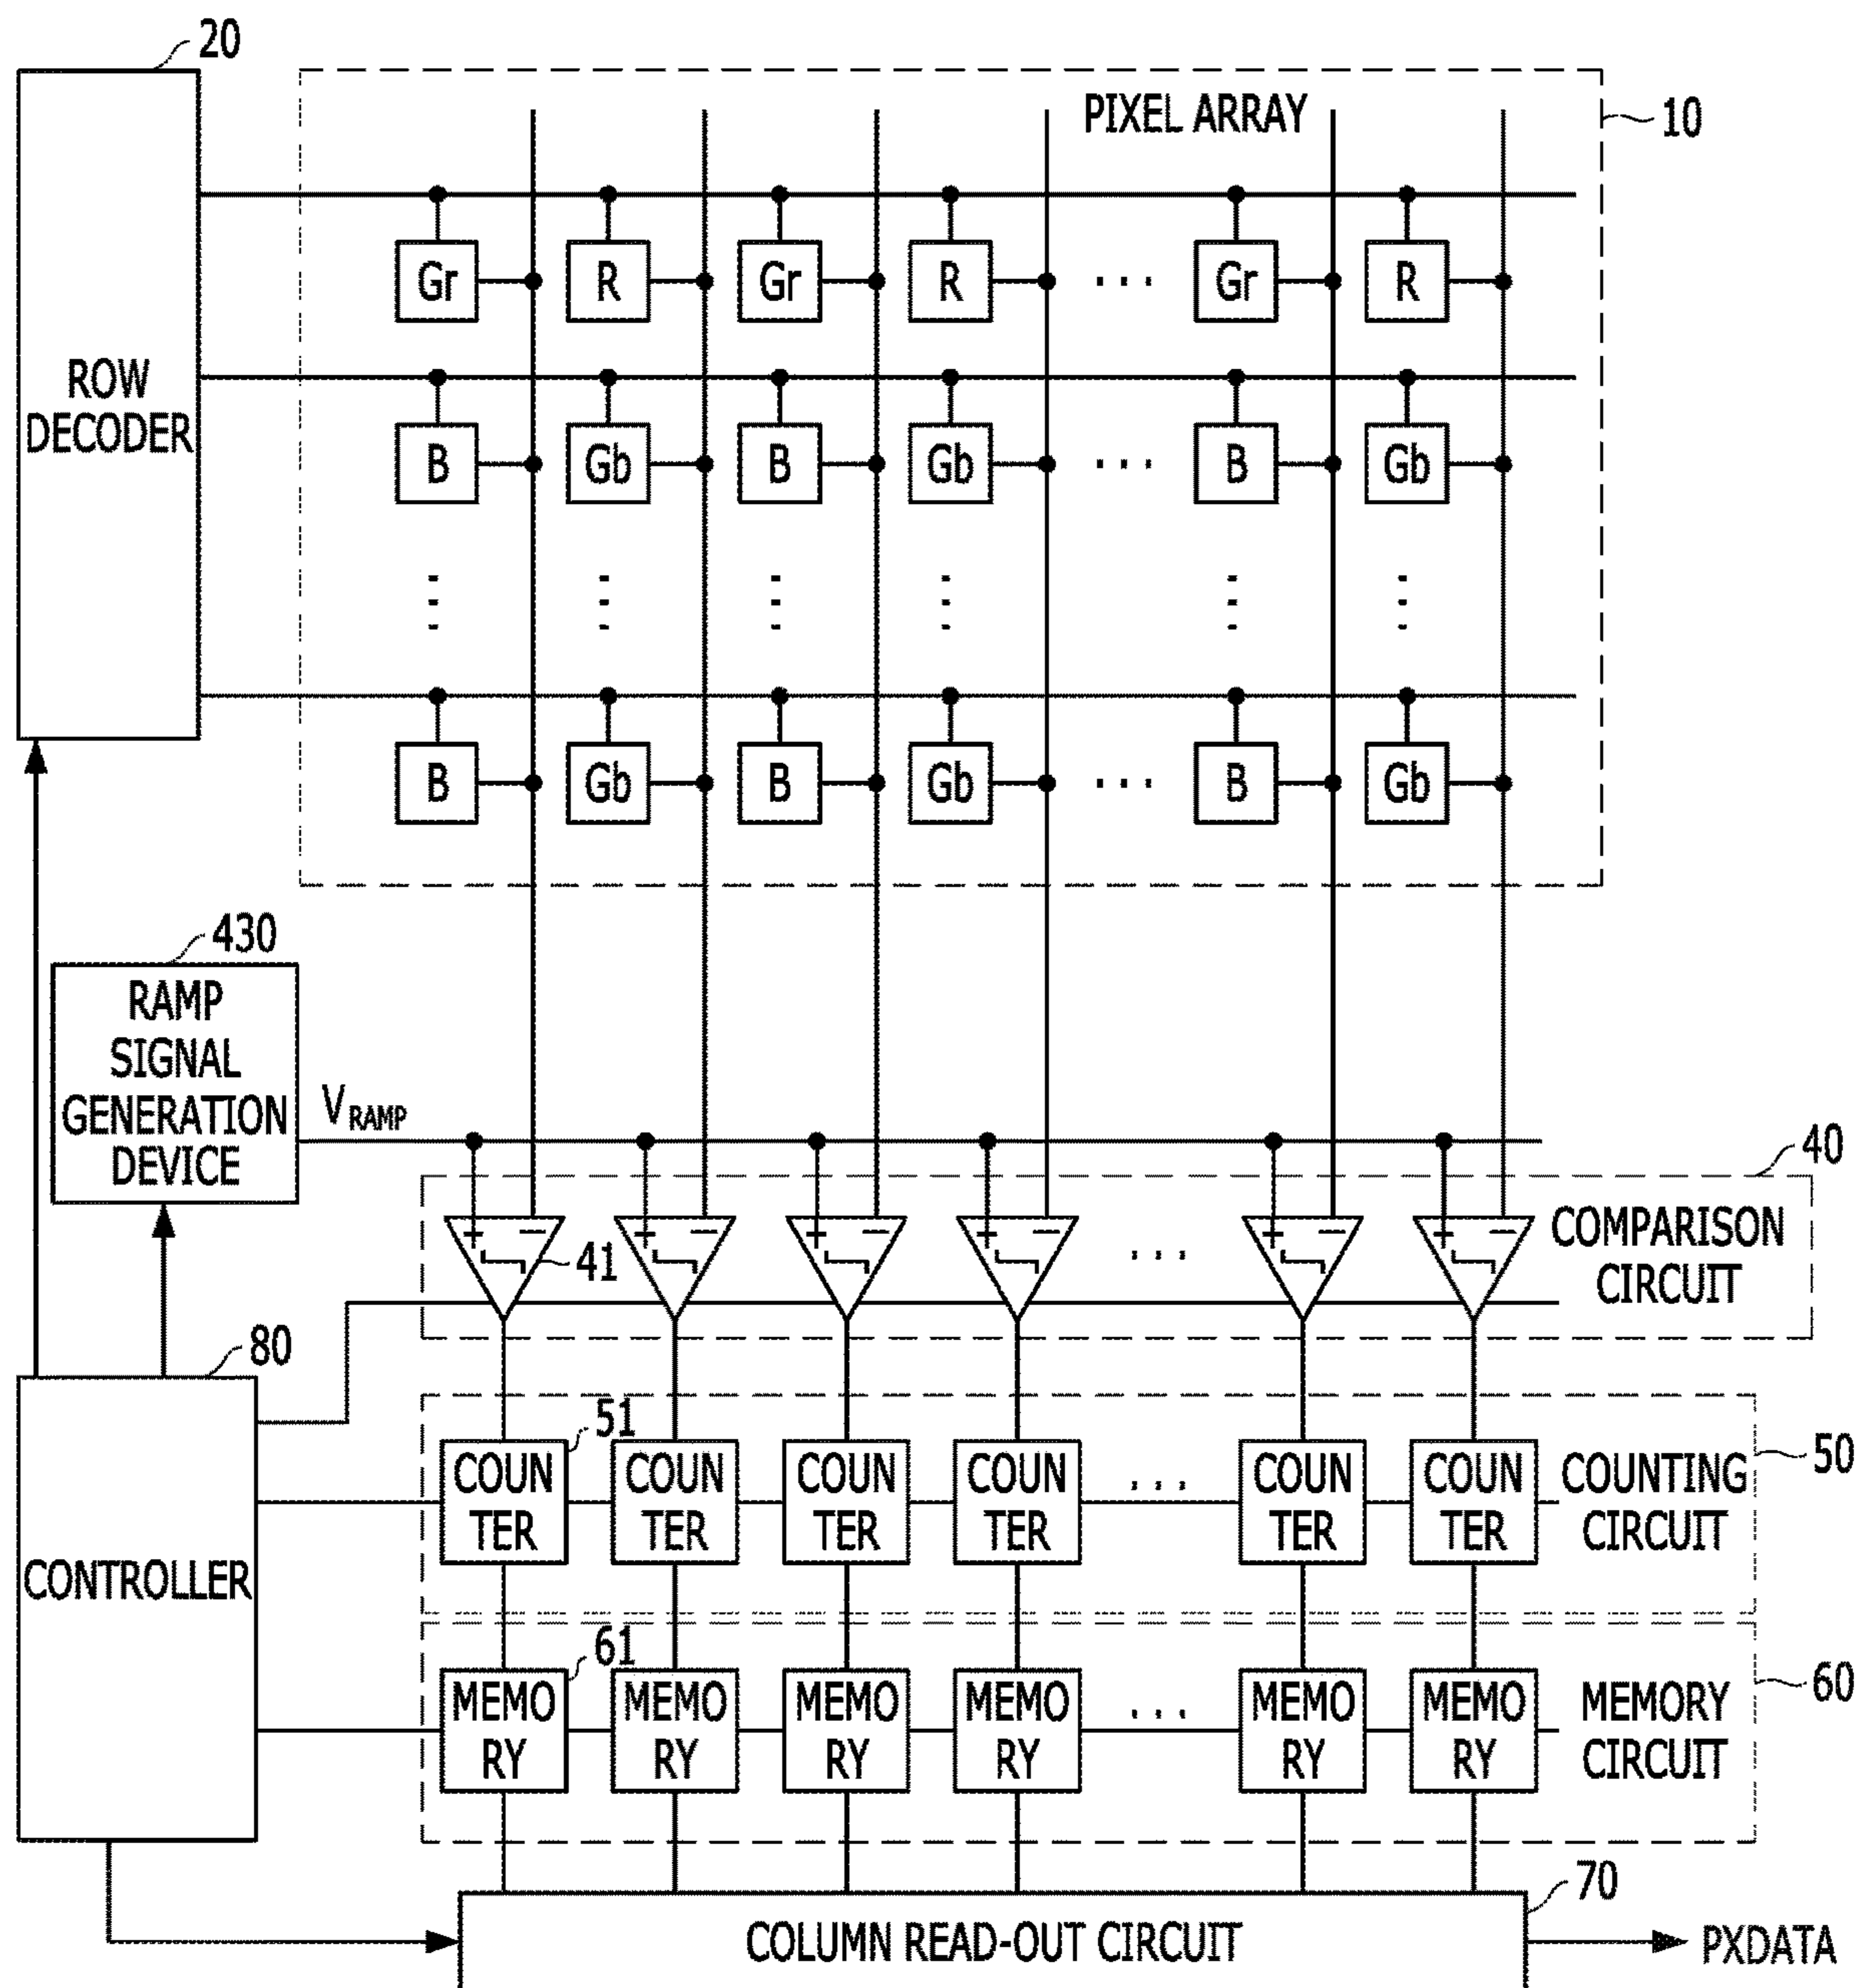 20
PIXEL ARRAY
10
Gr R Gr R ... Gr R
ROW
DECODER
B Gb B Gb ... B Gb
B Gb B Gb ... B Gb
430
RAMP
SIGNAL
GENERATION
DEVICE
VRAMP
40
+ − + − + − + − ... + − + −
41
COMPARISON
CIRCUIT
80
CONTROLLER
51
50
COUN COUN COUN COUN ... COUN COUN
TER TER TER TER TER TER
COUNTING
CIRCUIT
61
60
MEMO MEMO MEMO MEMO ... MEMO MEMO
RY RY RY RY RY RY
MEMORY
CIRCUIT
70
COLUMN READ-OUT CIRCUIT
PXDATA